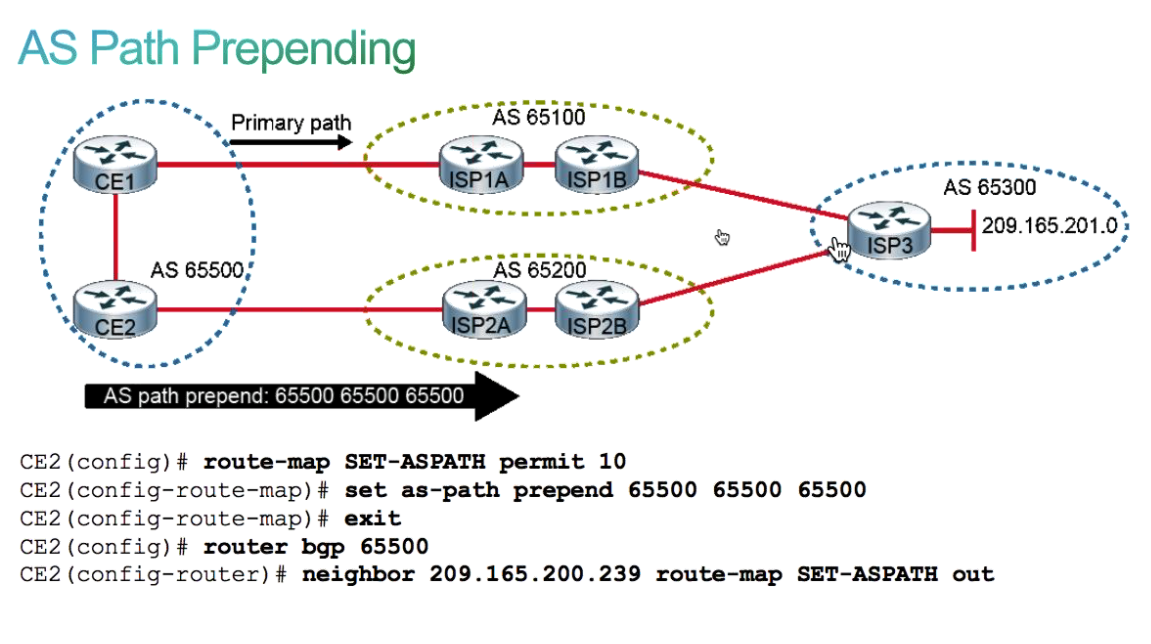 AS Path Prepending
Primary path
AS 65100
CE1
ISP1A
ISP1B
AS 65300
209.165.201.0
ISP3
AS 65500
AS 65200
CE2
ISP2A
ISP2B
AS path prepend: 65500 65500 65500
CE2(config)# route-map SET-ASPATH permit 10
CE2(config-route-map)# set as-path prepend 65500 65500 65500
CE2(config-route-map)# exit
CE2(config)# router bgp 65500
CE2(config-router)# neighbor 209.165.200.239 route-map SET-ASPATH out